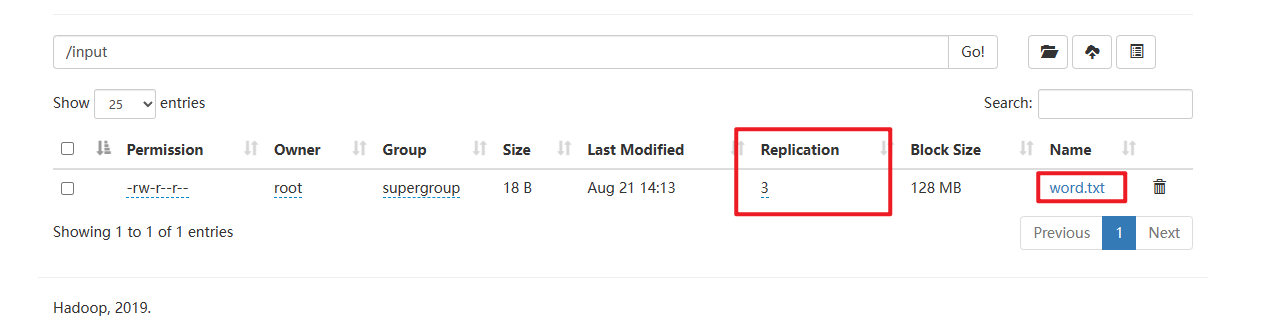 /input Go!
Show 25 entries Search:
Permission Owner Group Size Last Modified Replication Block Size Name
-rw-r--r-- root supergroup 18 B Aug 21 14:13 3 128 MB word.txt
Showing 1 to 1 of 1 entries Previous 1 Next
Hadoop, 2019.